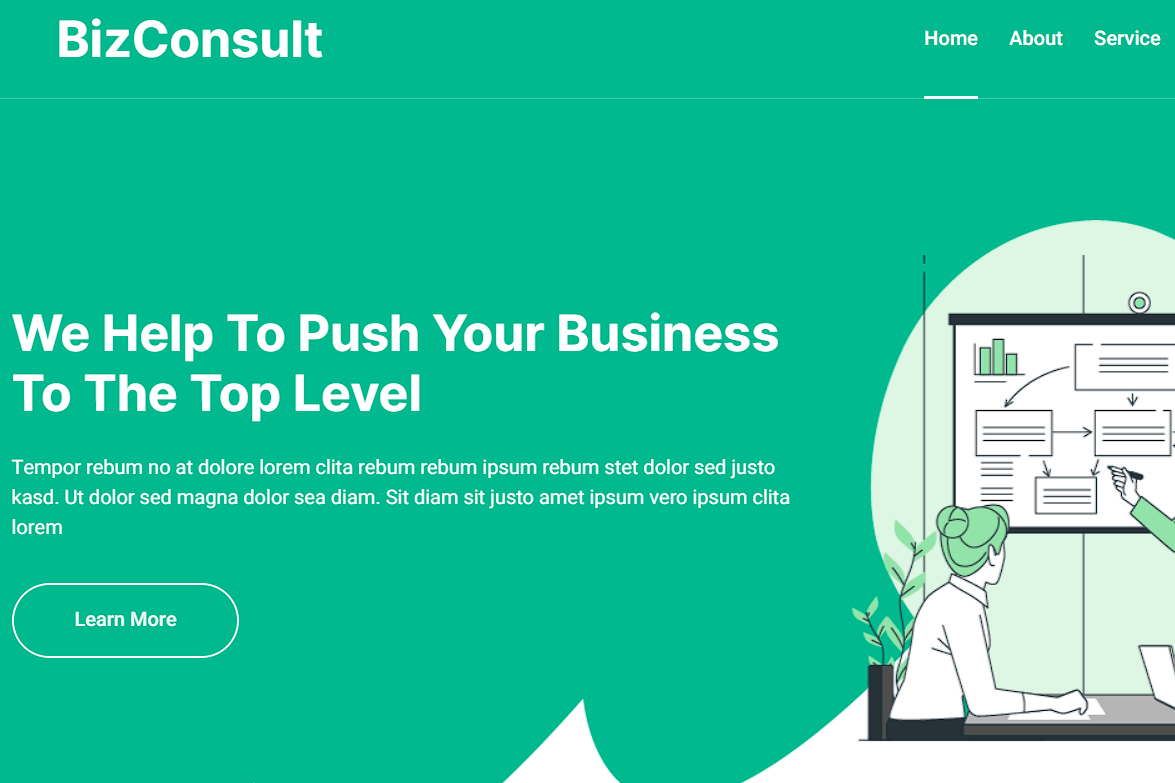 BizConsult
Home About Service
We Help To Push Your Business
To The Top Level
Tempor rebum no at dolore lorem clita rebum rebum ipsum rebum stet dolor sed justo
kasd. Ut dolor sed magna dolor sea diam. Sit diam sit justo amet ipsum vero ipsum clita
lorem
Learn More